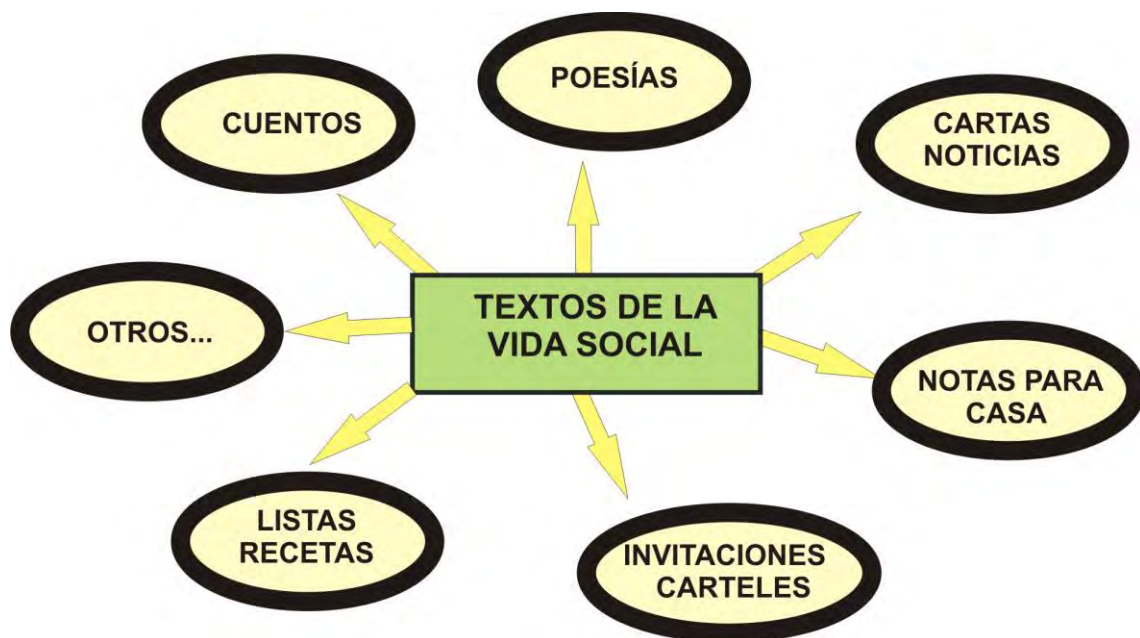 POESÍAS
CUENTOS
CARTAS
NOTICIAS
TEXTOS DE LA
VIDA SOCIAL
OTROS...
NOTAS PARA
CASA
LISTAS
RECETAS
INVITACIONES
CARTELES